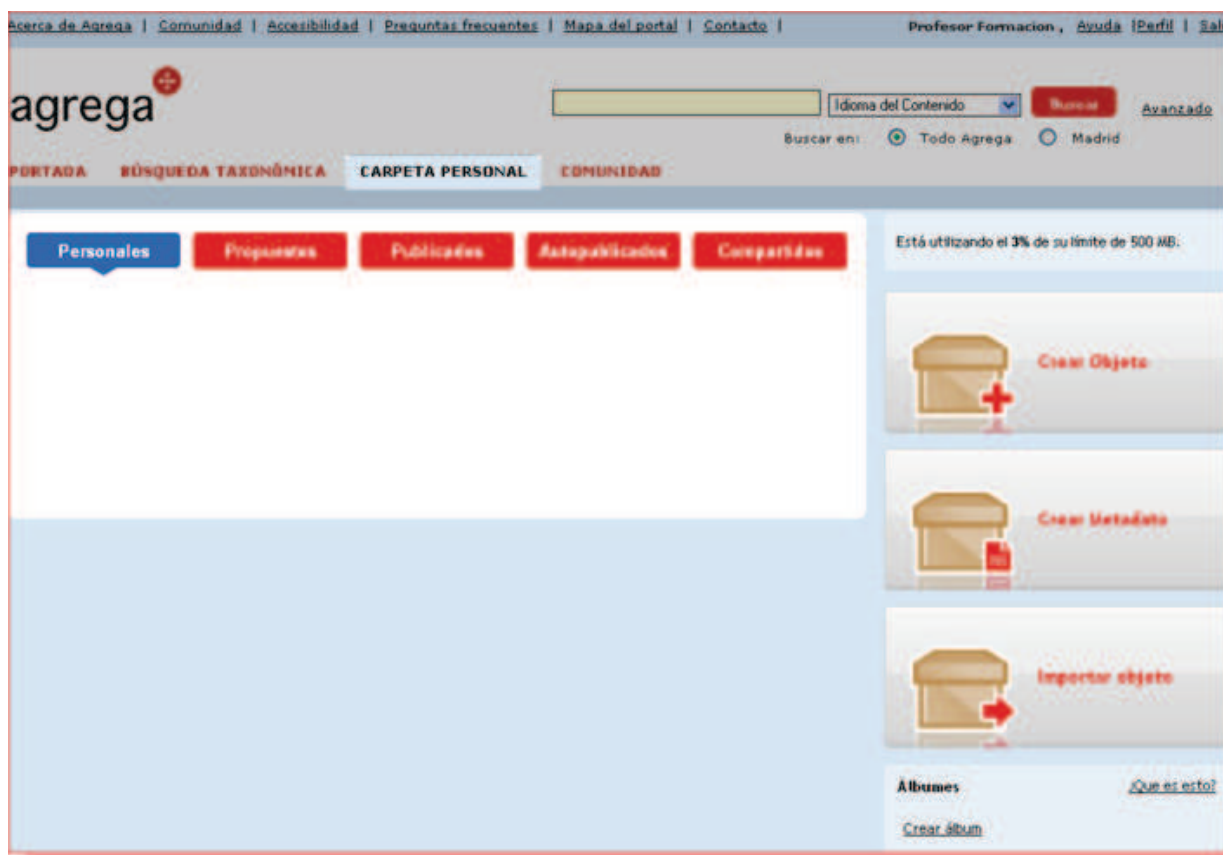 Acerca de Agrega | Comunidad | Accesibilidad | Preguntas frecuentes | Mapa del portal | Contacto |
Profesor Formacion , Ayuda |Perfil | Sal
agrega
Idioma del Contenido Buscar Avanzado
Buscar en: Todo Agrega Madrid
PORTADA BÚSQUEDA TAXONÓMICA CARPETA PERSONAL COMUNIDAD
Personales Propuestos Publicados Autopublicados Compartidos
Está utilizando el 3% de su límite de 500 MB.
Crear Objeto
Crear Metadato
Importar objeto
Álbumes ¿Que es esto?
Crear álbum